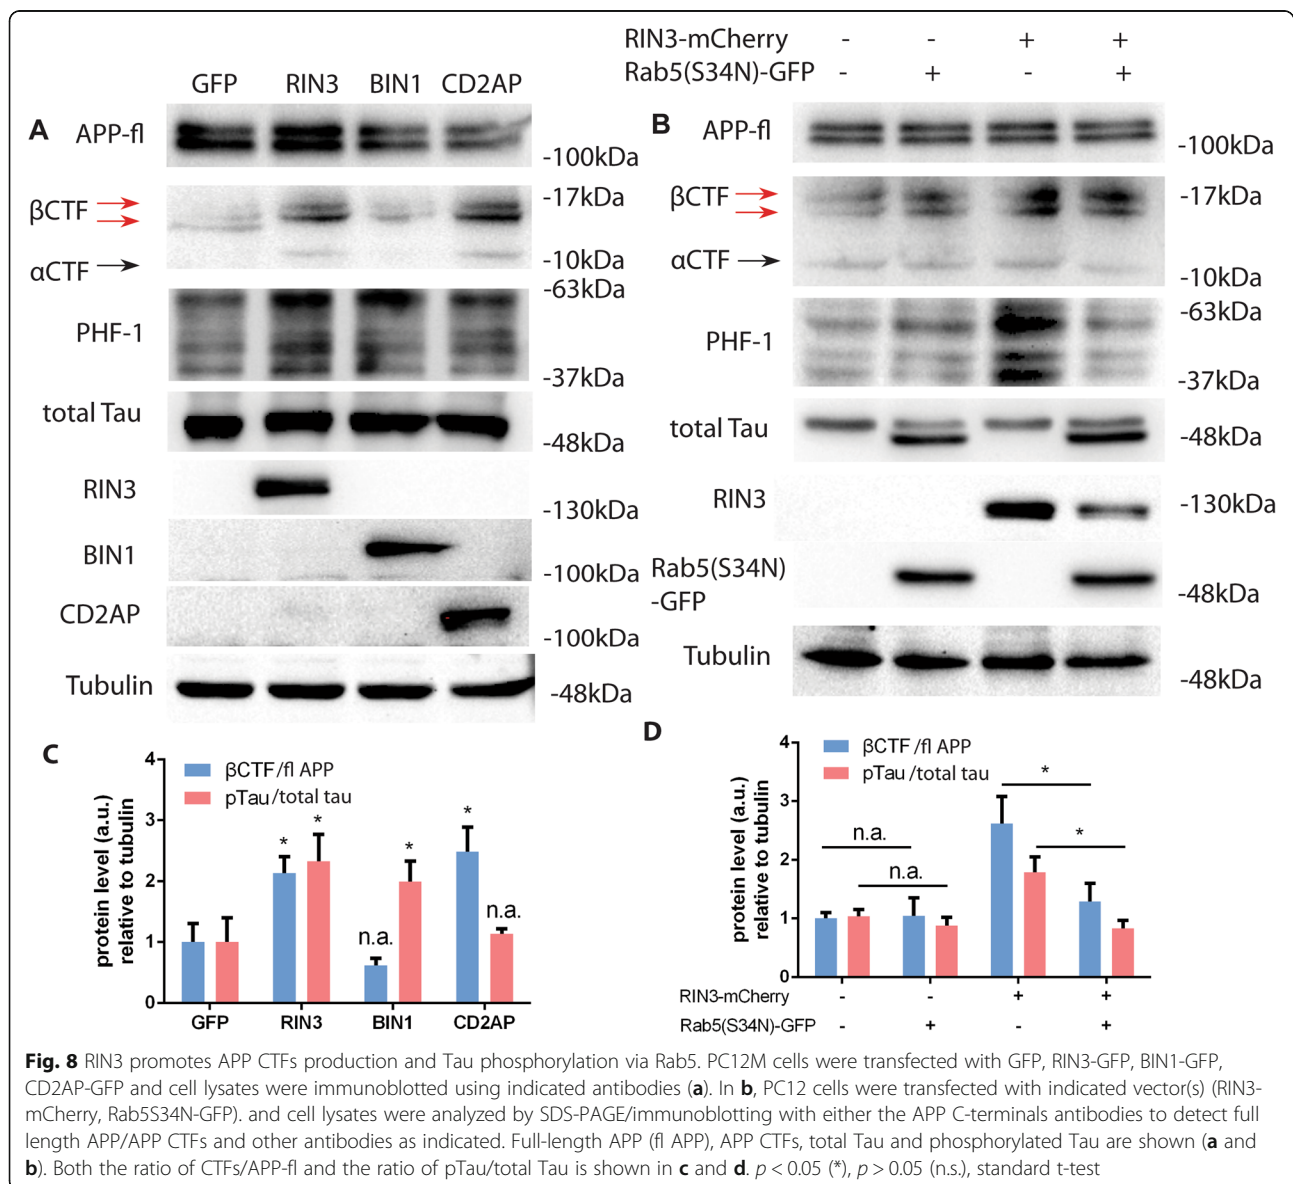 GFP RIN3 BIN1 CD2AP
A
APP-fl
-100kDa
βCTF
-17kDa
αCTF
-10kDa
-63kDa
PHF-1
-37kDa
total Tau
-48kDa
RIN3
-130kDa
BIN1
-100kDa
CD2AP
-100kDa
Tubulin
-48kDa
RIN3-mCherry - - + +
Rab5(S34N)-GFP - + - +
B
APP-fl
-100kDa
βCTF
-17kDa
αCTF
-10kDa
-63kDa
PHF-1
-37kDa
total Tau
-48kDa
RIN3
-130kDa
Rab5(S34N)
-GFP
-48kDa
Tubulin
-48kDa
C
βCTF/fl APP
pTau/total tau
protein level (a.u.)
relative to tubulin
4
3
2
1
0
* * n.a. * * n.a.
GFP RIN3 BIN1 CD2AP
D
βCTF/fl APP
pTau/total tau
protein level (a.u.)
relative to tubulin
4
3
2
1
0
n.a.
n.a.
*
*
RIN3-mCherry - - + +
Rab5(S34N)-GFP - + - +
Fig. 8 RIN3 promotes APP CTFs production and Tau phosphorylation via Rab5. PC12M cells were transfected with GFP, RIN3-GFP, BIN1-GFP,
CD2AP-GFP and cell lysates were immunoblotted using indicated antibodies (a). In b, PC12 cells were transfected with indicated vector(s) (RIN3-
mCherry, Rab5S34N-GFP). and cell lysates were analyzed by SDS-PAGE/immunoblotting with either the APP C-terminals antibodies to detect full
length APP/APP CTFs and other antibodies as indicated. Full-length APP (fl APP), APP CTFs, total Tau and phosphorylated Tau are shown (a and
b). Both the ratio of CTFs/APP-fl and the ratio of pTau/total Tau is shown in c and d. p < 0.05 (*), p > 0.05 (n.s.), standard t-test